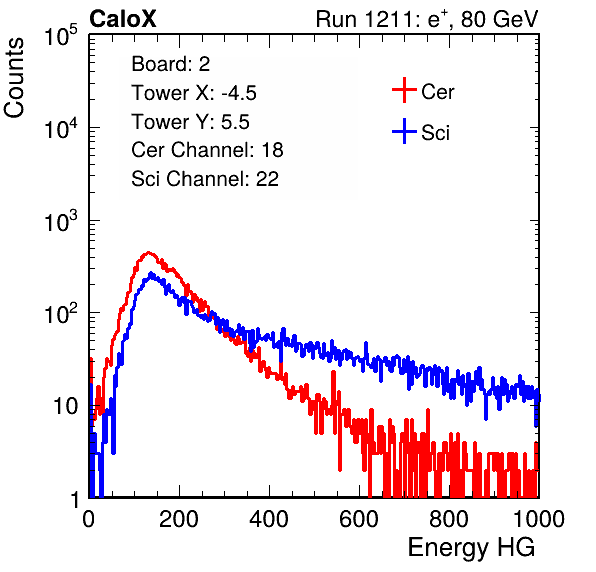 CaloX Run 1211: e⁺, 80 GeV
Counts
10⁵
10⁴
10³
10²
10
1
Board: 2
Tower X: -4.5
Tower Y: 5.5
Cer Channel: 18
Sci Channel: 22
Cer
Sci
0 200 400 600 800 1000
Energy HG